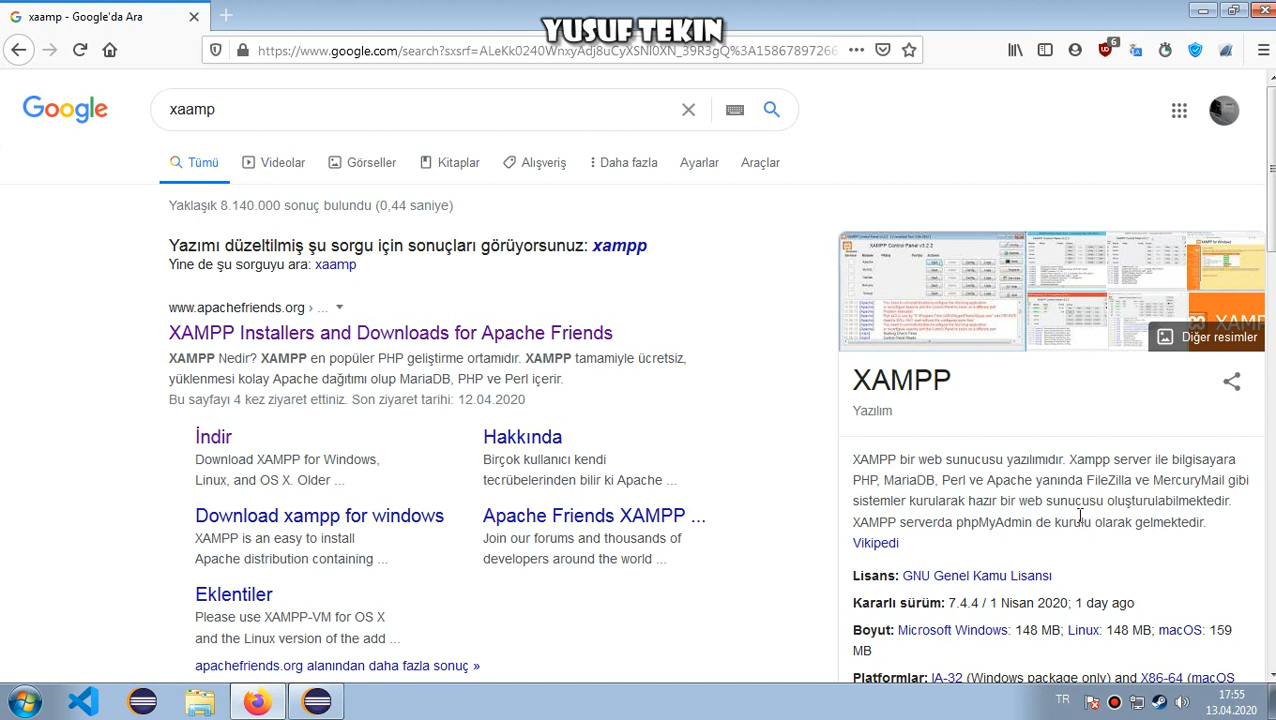 xaamp - Google'da Ara
YUSUF TEKIN
https://www.google.com/search?sxsrf=ALeKk0240WnxyAdj8uCyXSNl0XN_39R3gQ%3A15867897266
6
Google
xaamp
Tümü
Videolar
Görseller
Kitaplar
Alışveriş
Daha fazla
Ayarlar
Araçlar
Yaklaşık 8.140.000 sonuç bulundu (0,44 saniye)
Yazımı düzeltilmiş şu sorgu için sonuçları görüyorsunuz: xampp
Yine de şu sorguyu ara: xaamp
www.apachefriends.org › ...
XAMPP Installers and Downloads for Apache Friends
XAMPP Nedir? XAMPP en popüler PHP geliştirme ortamıdır. XAMPP tamamiyle ücretsiz,
yüklenmesi kolay Apache dağıtımı olup MariaDB, PHP ve Perl içerir.
Bu sayfayı 4 kez ziyaret ettiniz. Son ziyaret tarihi: 12.04.2020
İndir
Download XAMPP for Windows,
Linux, and OS X. Older ...
Hakkında
Birçok kullanıcı kendi
deneyimlerinden bilir ki Apache ...
Download xampp for windows
XAMPP is an easy to install
Apache distribution containing ...
Apache Friends XAMPP ...
Join our forums and thousands of
developers around the world ...
Eklentiler
Please use XAMPP-VM for OS X
and the Linux version of the add ...
apachefriends.org alanından daha fazla sonuç »
XAMPP Control Panel v3.2.2
Diğer resimler
XAMPP
Yazılım
XAMPP bir web sunucusu yazılımıdır. Xampp server ile bilgisayara
PHP, MariaDB, Perl ve Apache yanında FileZilla ve MercuryMail gibi
sistemler kurularak hazır bir web sunucusu oluşturulabilmektedir.
XAMPP serverda phpMyAdmin de kurulu olarak gelmektedir.
Vikipedi
Lisans: GNU Genel Kamu Lisansı
Kararlı sürüm: 7.4.4 / 1 Nisan 2020; 1 day ago
Boyut: Microsoft Windows: 148 MB; Linux: 148 MB; macOS: 159
MB
Platformlar: IA-32 (Windows package only) and X86-64 (macOS
TR
17:55
13.04.2020